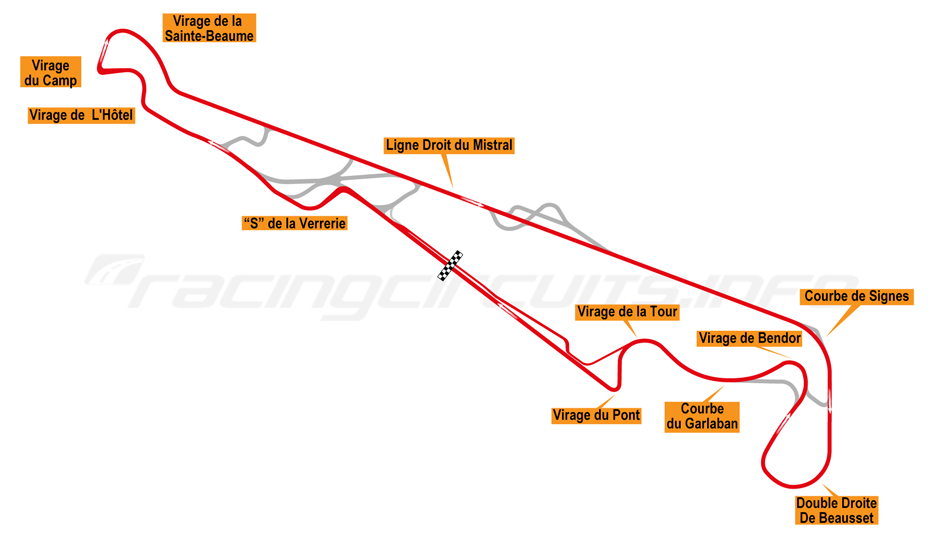 Virage de la
Sainte-Beaume
Virage
du Camp
Virage de L'Hôtel
Ligne Droit du Mistral
“S” de la Verrerie
racingcircuits.info
Courbe de Signes
Virage de la Tour
Virage de Bendor
Virage du Pont
Courbe
du Garlaban
Double Droite
De Beausset